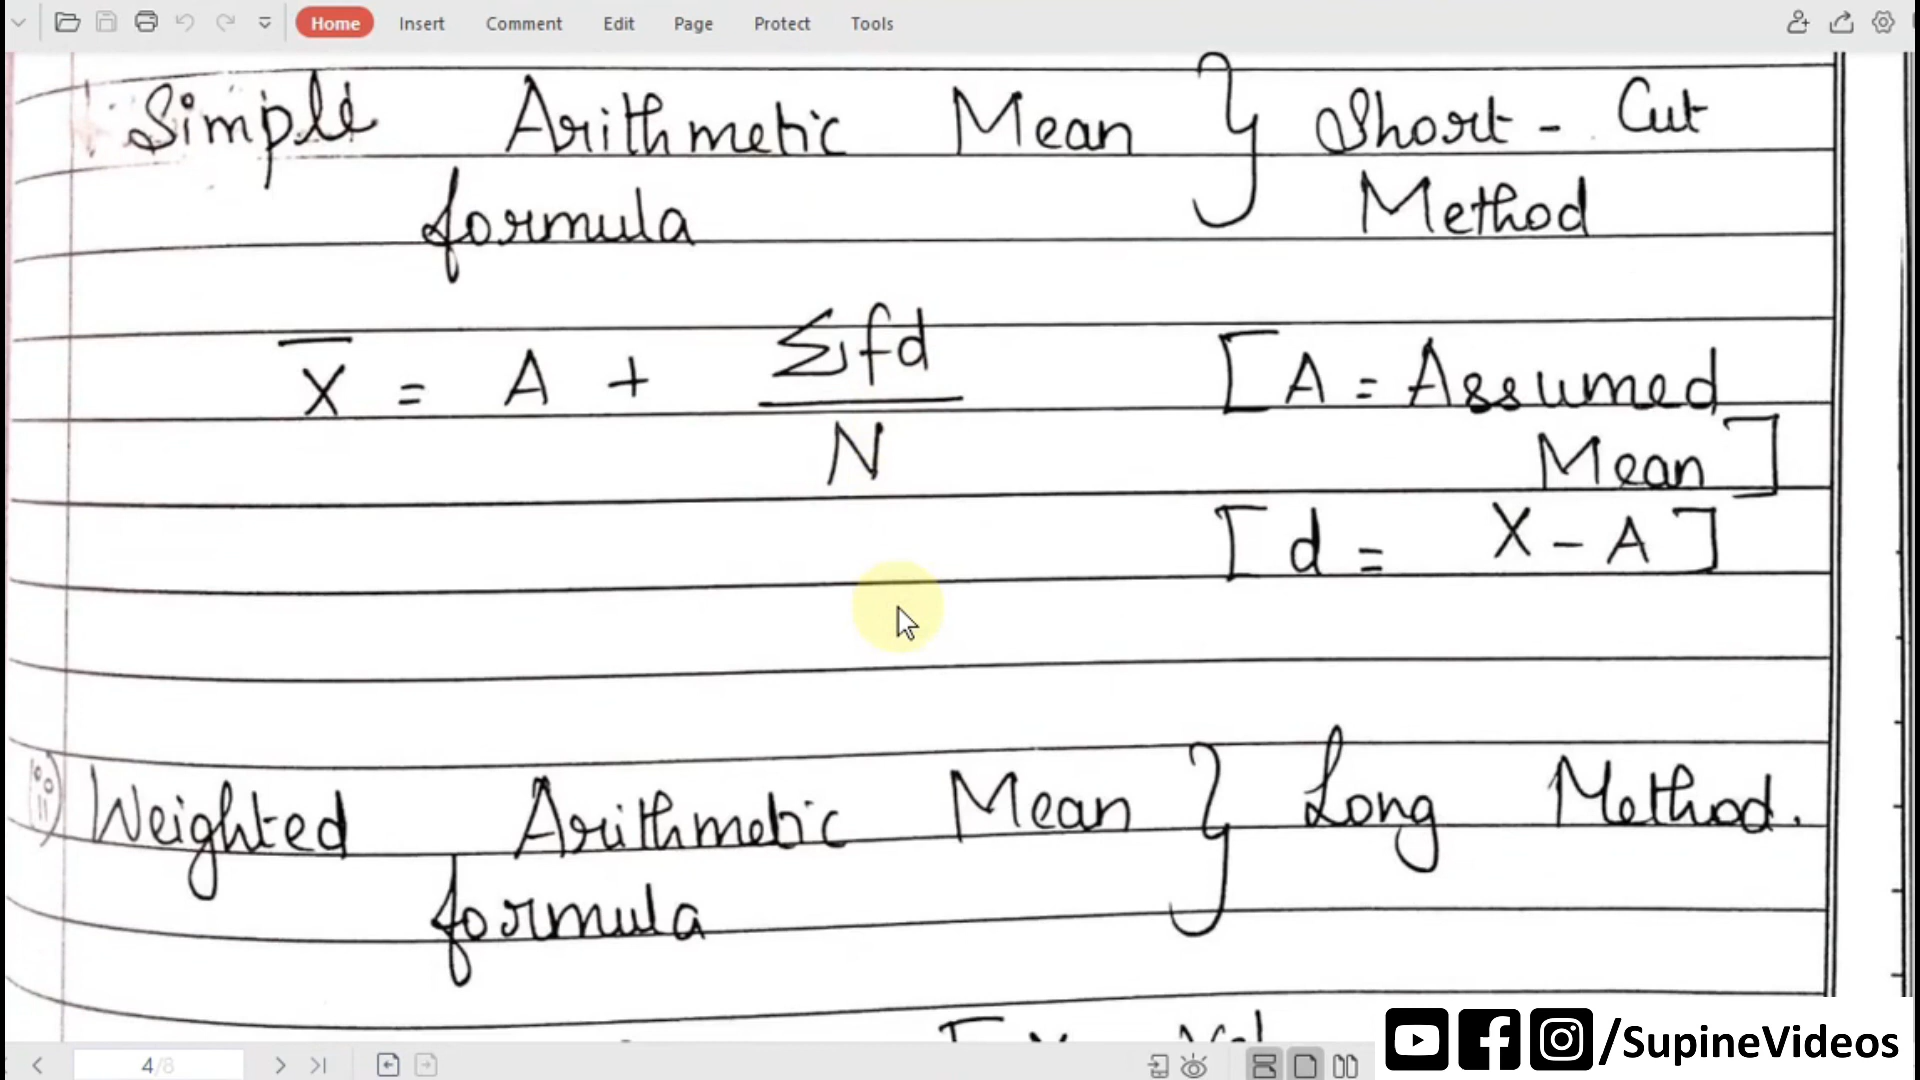 Home Insert Comment Edit Page Protect Tools
Simple Arithmetic Mean } Short - Cut
formula Method
X̅ = A + Σfd / N [A = Assumed
Mean]
[d = X - A]
Weighted Arithmetic Mean } Long Method.
formula
4/8
/SupineVideos